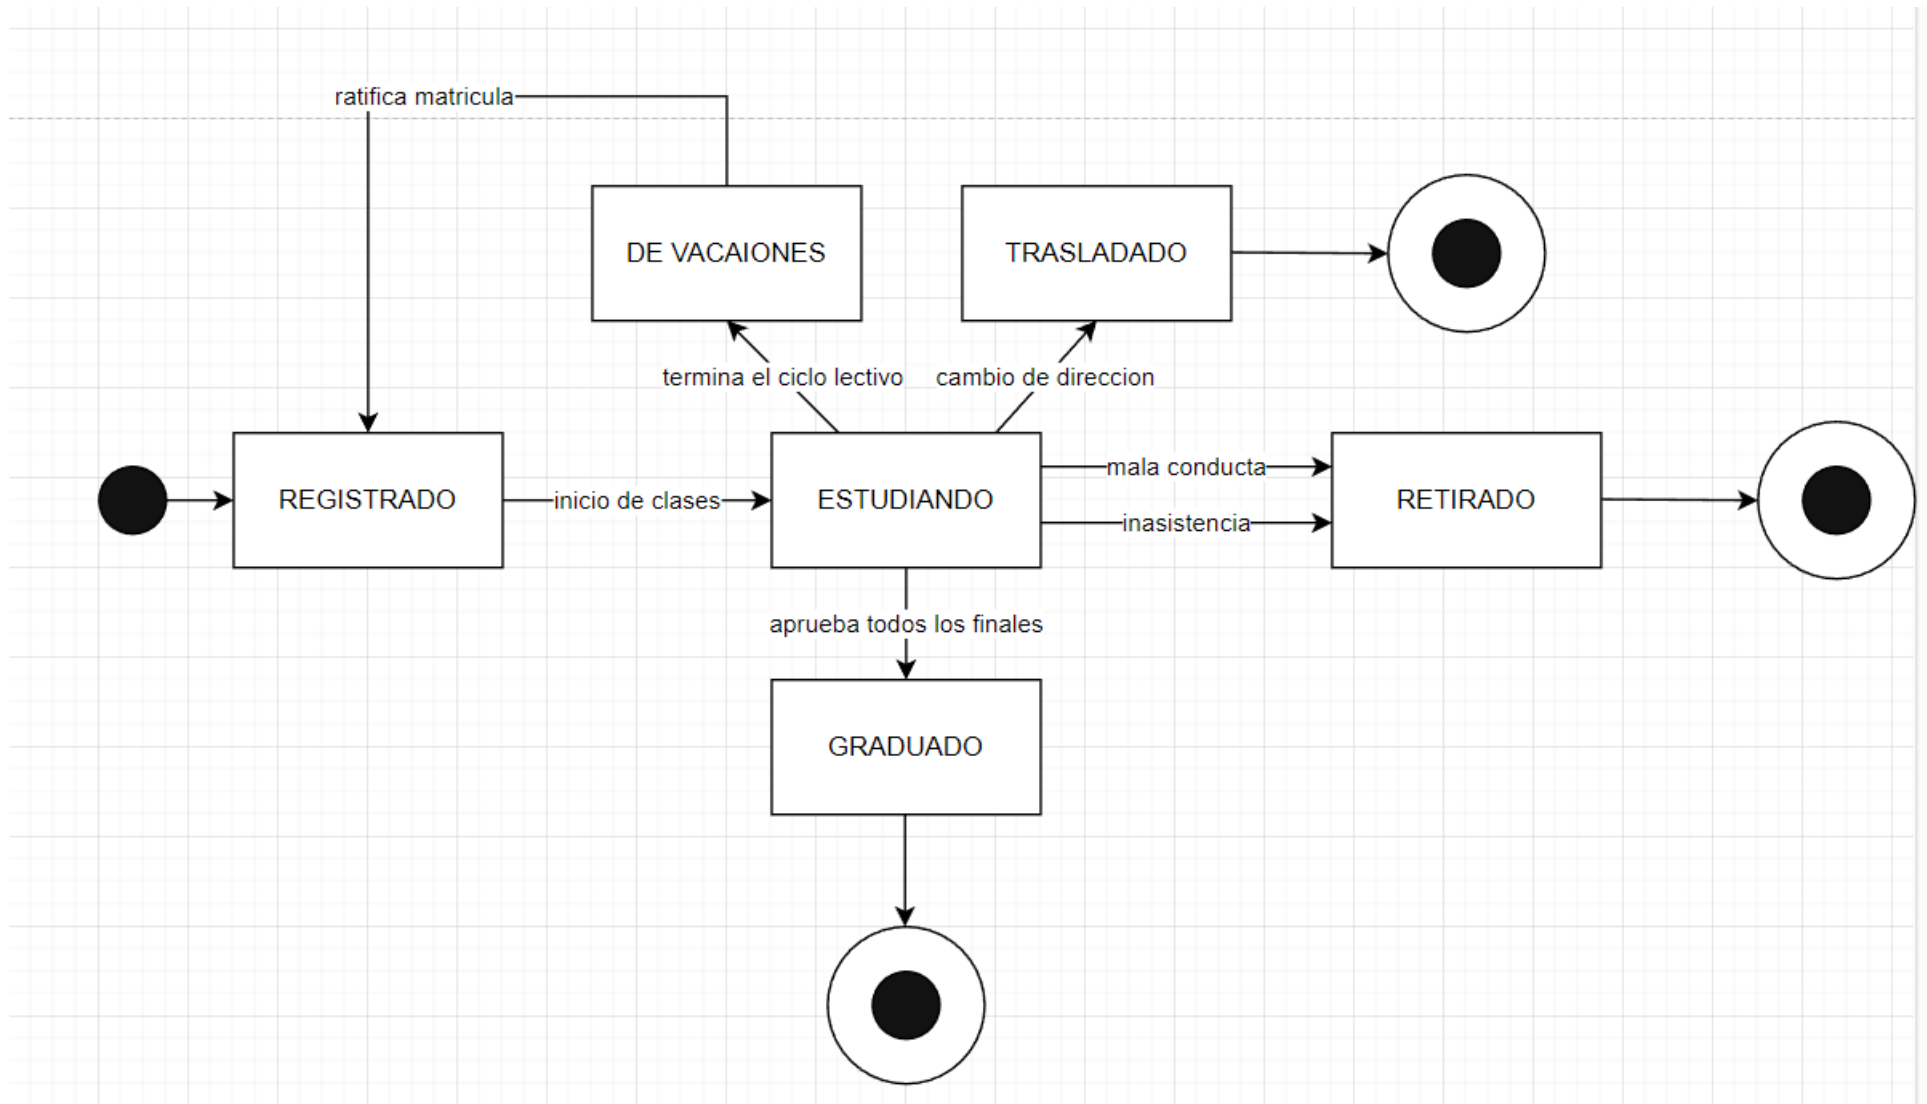 ratifica matricula
DE VACAIONES
TRASLADADO
termina el ciclo lectivo
cambio de direccion
REGISTRADO
inicio de clases
ESTUDIANDO
mala conducta
inasistencia
RETIRADO
aprueba todos los finales
GRADUADO